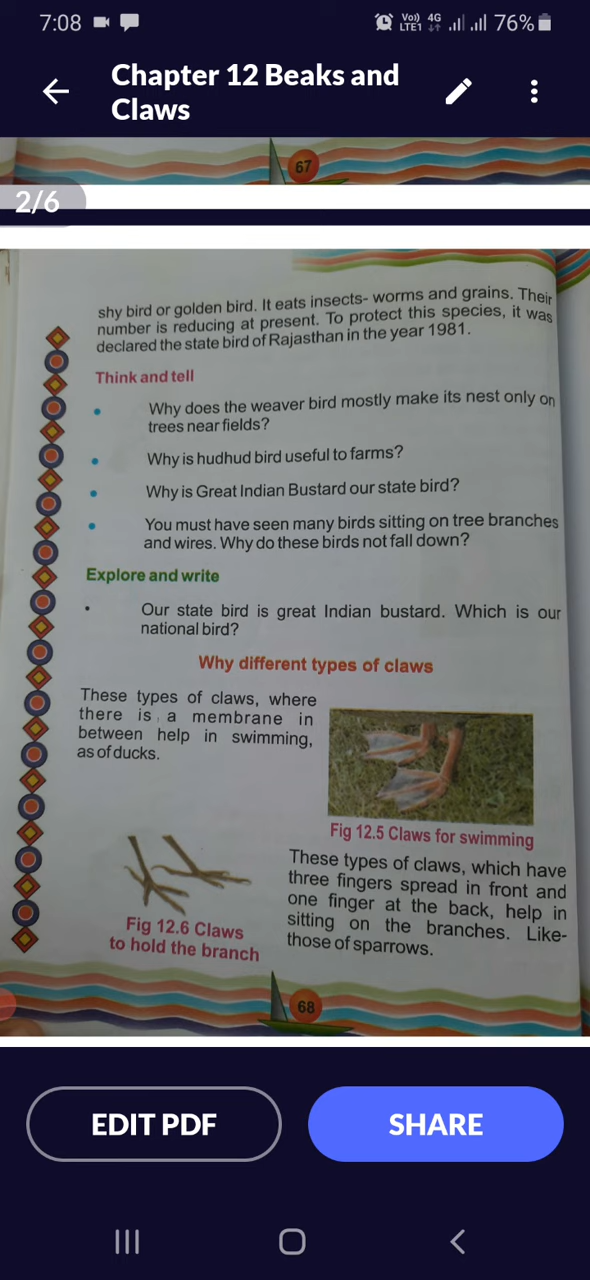 7:08
Vo)) 4G
LTE1
76%
Chapter 12 Beaks and
Claws
67
2/6
shy bird or golden bird. It eats insects- worms and grains. Their
number is reducing at present. To protect this species, it was
declared the state bird of Rajasthan in the year 1981.
Think and tell
• Why does the weaver bird mostly make its nest only on
trees near fields?
• Why is hudhud bird useful to farms?
• Why is Great Indian Bustard our state bird?
• You must have seen many birds sitting on tree branches
and wires. Why do these birds not fall down?
Explore and write
• Our state bird is great Indian bustard. Which is our
national bird?
Why different types of claws
These types of claws, where
there is a membrane in
between help in swimming,
as of ducks.
Fig 12.5 Claws for swimming
These types of claws, which have
three fingers spread in front and
one finger at the back, help in
sitting on the branches. Like-
those of sparrows.
Fig 12.6 Claws
to hold the branch
68
EDIT PDF
SHARE